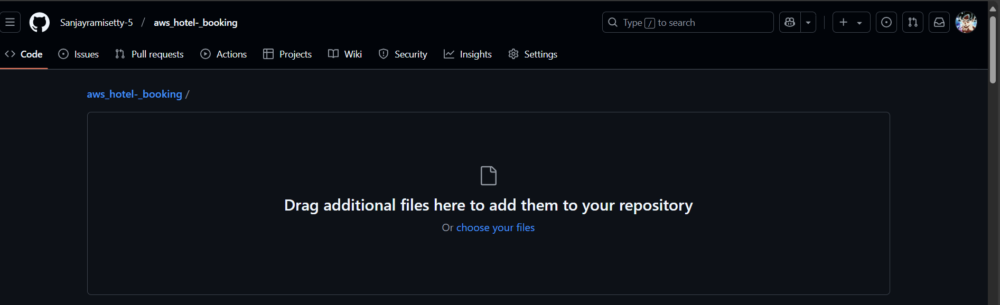 Sanjayramisetty-5 / aws_hotel-_booking
Type / to search
Code Issues Pull requests Actions Projects Wiki Security Insights Settings
aws_hotel-_booking /
Drag additional files here to add them to your repository
Or choose your files